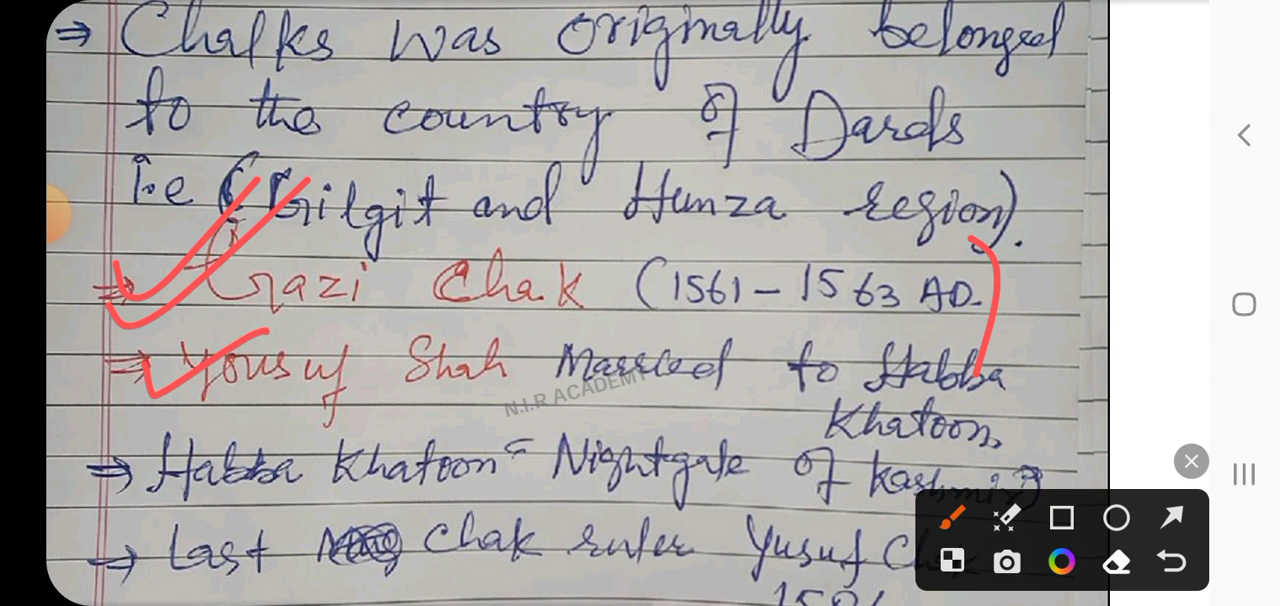 ⇒ Chalks was originally belonged
to the country of Dards
i.e (Gilgit and Hunza region).
⇒ Gazi Chak (1561-1563 AD.
⇒ Yousuf Shah Married to Habba
Khatoon
N.I.R ACADEMY
⇒ Habba Khatoon = Nightgale of Kashmir
⇒ Last Chak ruler Yusuf